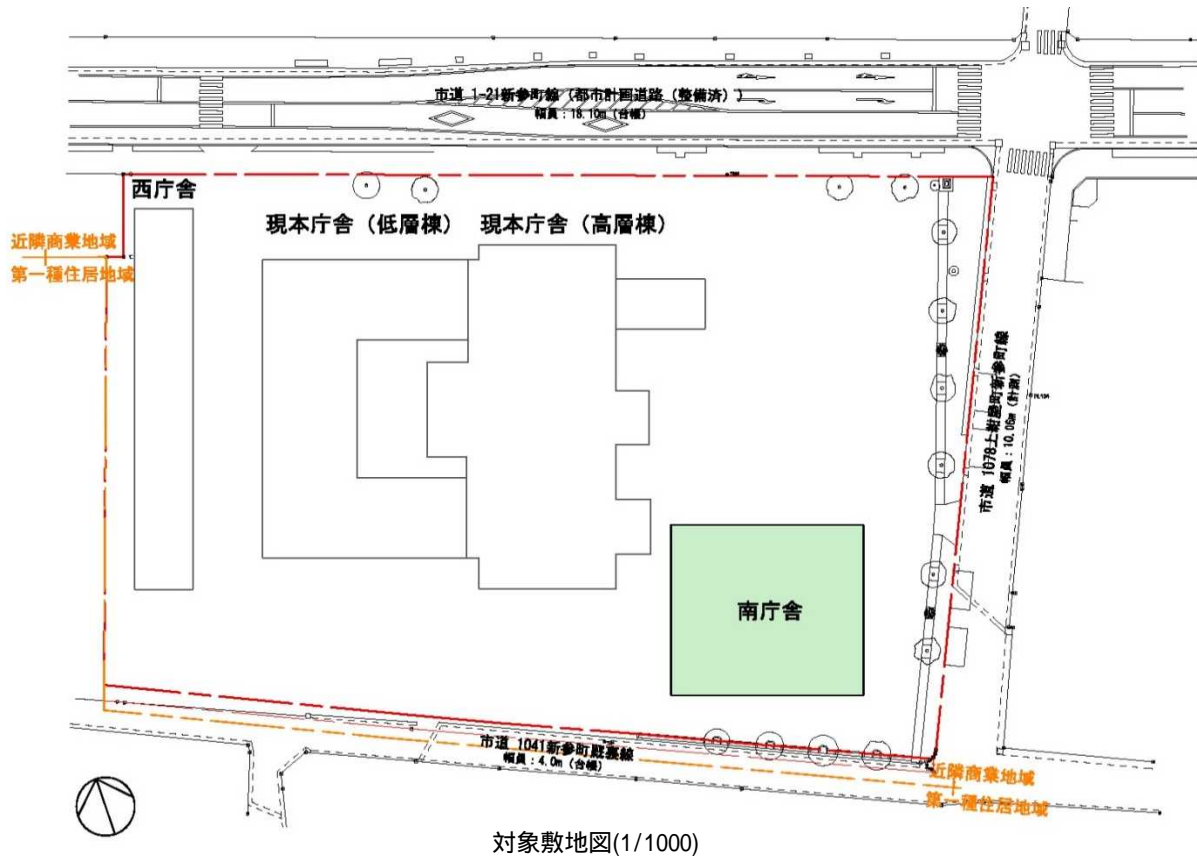 市道 1-21新参町線（都市計画道路（整備済））
幅員：18.10m（台帳）
西庁舎
現本庁舎（低層棟）
現本庁舎（高層棟）
近隣商業地域
第一種住居地域
市道 1078上紺屋町新参町線
幅員：10.06m（計測）
南庁舎
市道 1041新参町厩裏線
幅員：4.0m（台帳）
近隣商業地域
第一種住居地域
対象敷地図(1/1000)